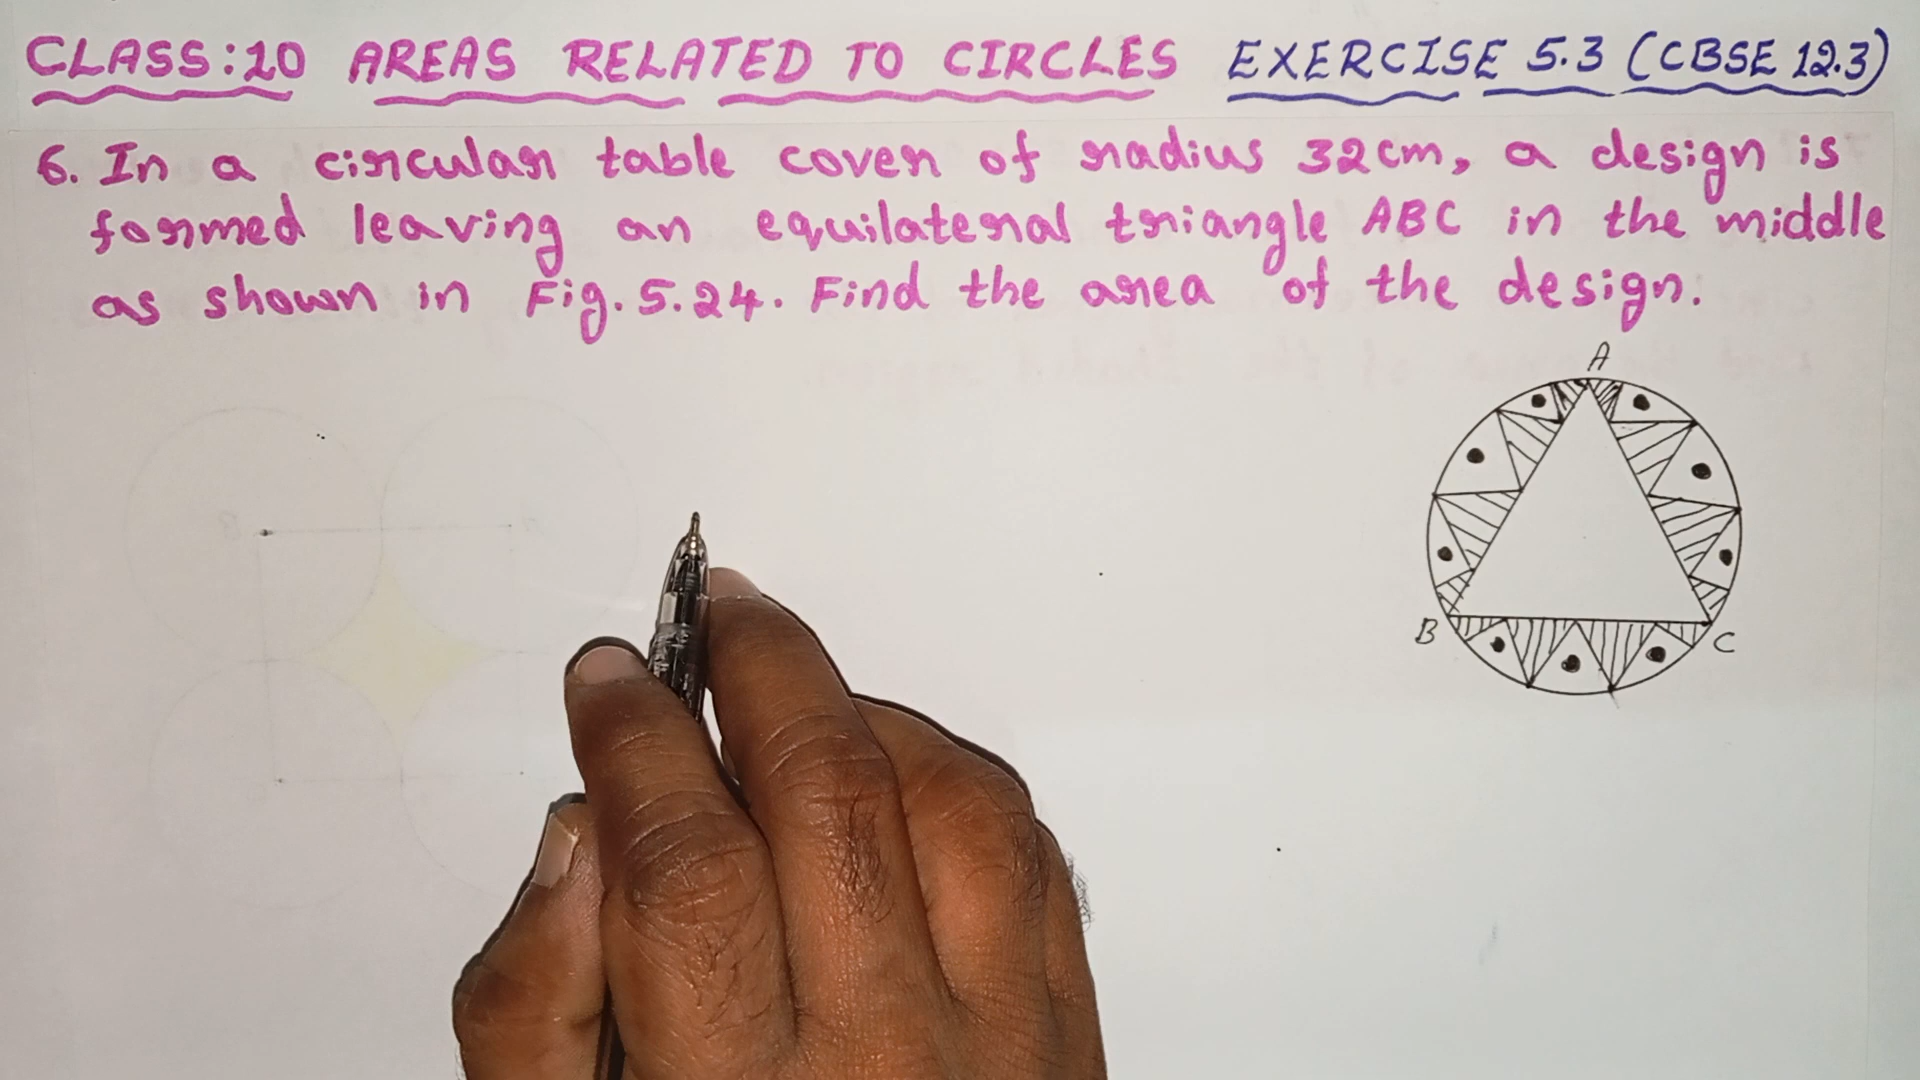 CLASS:10 AREAS RELATED TO CIRCLES EXERCISE 5.3 (CBSE 12.3)
6. In a circular table cover of radius 32cm, a design is
formed leaving an equilateral triangle ABC in the middle
as shown in Fig. 5.24. Find the area of the design.
A
B
C